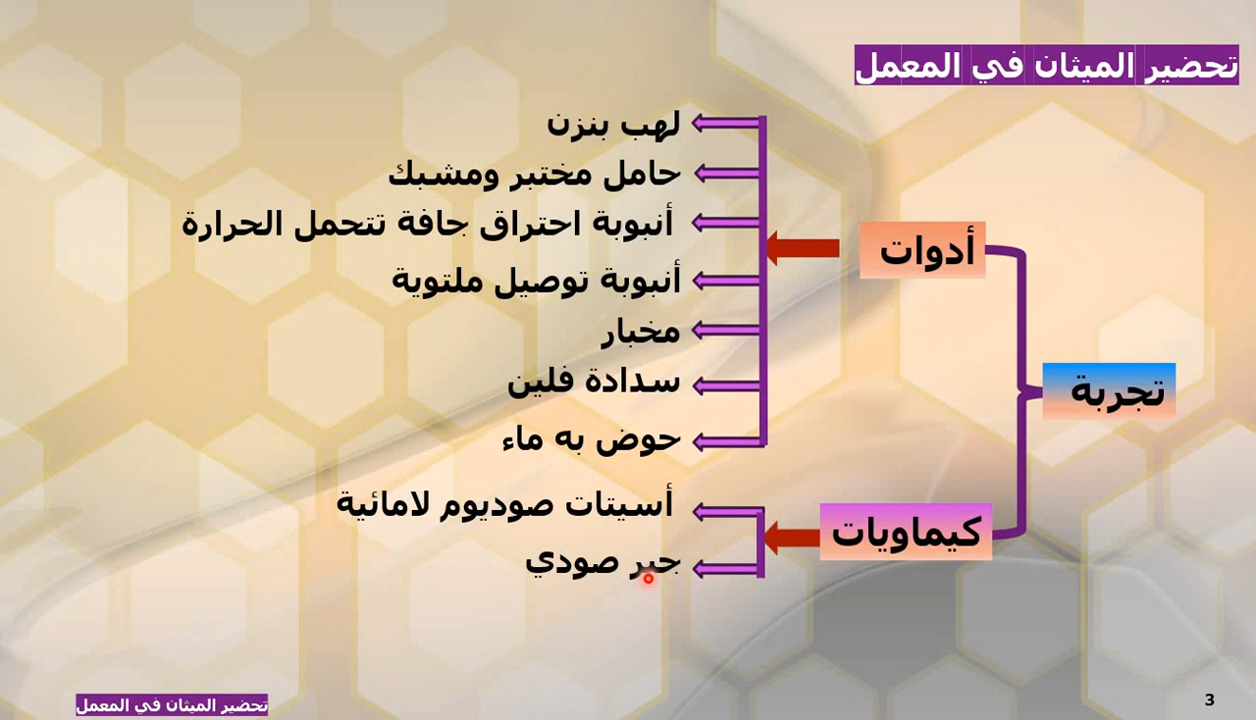 تحضير الميثان في المعمل
تجربة
أدوات
لهب بنزن
حامل مختبر ومشبك
أنبوبة احتراق جافة تتحمل الحرارة
أنبوبة توصيل ملتوية
مخبار
سدادة فلين
حوض به ماء
كيماويات
أسيتات صوديوم لامائية
جير صودي
تحضير الميثان في المعمل
3